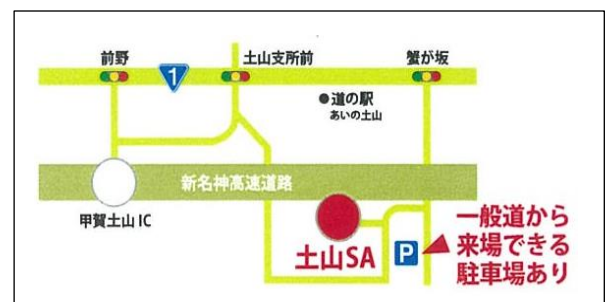 前野
土山支所前
蟹が坂
1
●道の駅
あいの土山
新名神高速道路
甲賀土山 IC
土山SA
P
一般道から
来場できる
駐車場あり